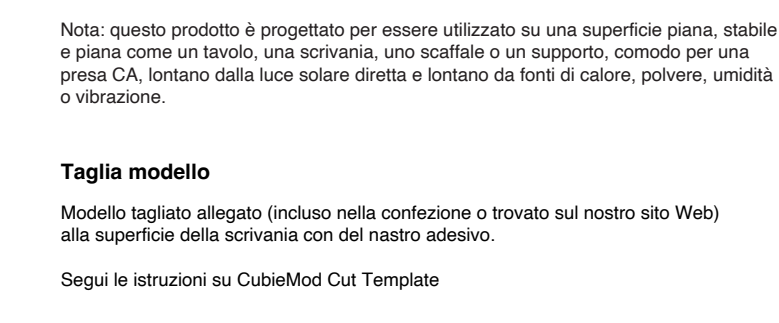 Nota: questo prodotto è progettato per essere utilizzato su una superficie piana, stabile
e piana come un tavolo, una scrivania, uno scaffale o un supporto, comodo per una
presa CA, lontano dalla luce solare diretta e lontano da fonti di calore, polvere, umidità
o vibrazione.
Taglia modello
Modello tagliato allegato (incluso nella confezione o trovato sul nostro sito Web)
alla superficie della scrivania con del nastro adesivo.
Segui le istruzioni su CubieMod Cut Template